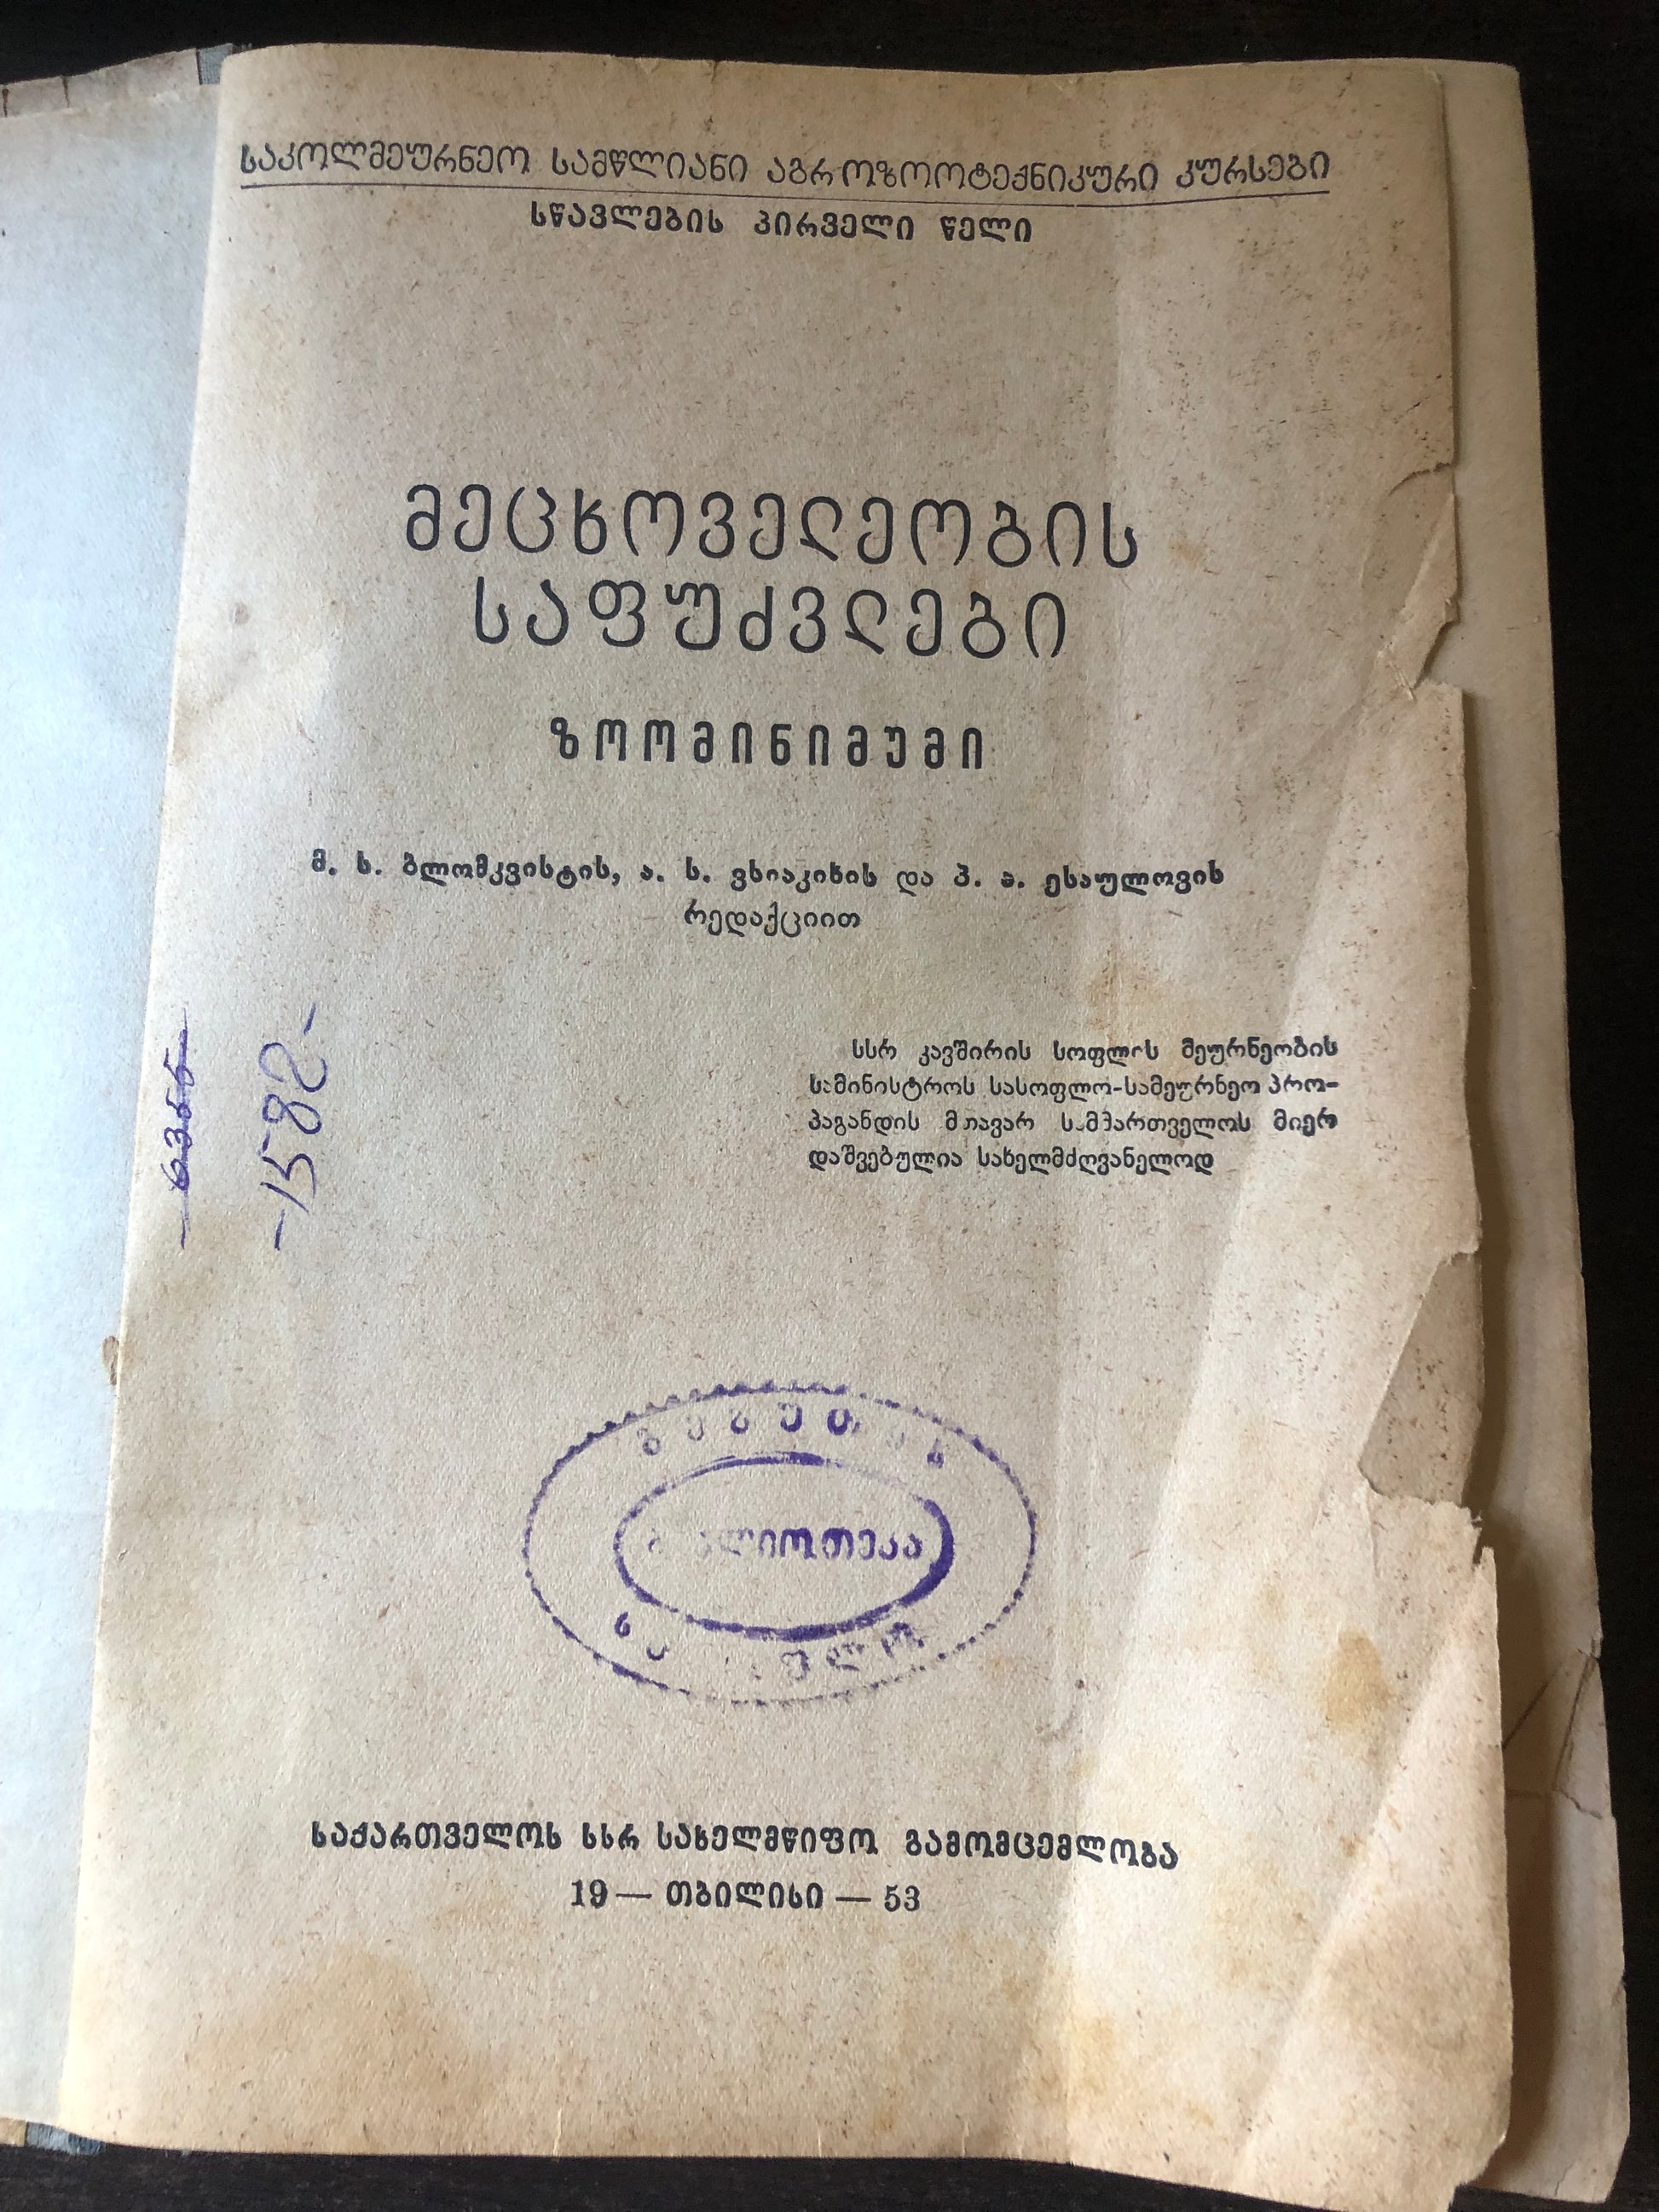 საკოლმეურნეო სამწლიანი აგროზოოტექნიკური კურსები
სწავლების პირველი წელი
მეცხოველეობის
საფუძვლები
ზოომინიმუმი
მ. ს. ბლომკვისტის, ა. ს. ვსიაკიხის და პ. ა. ესაულოვის
რედაქციით
სსრ კავშირის სოფლის მეურნეობის
სამინისტროს სასოფლო-სამეურნეო პრო-
პაგანდის მთავარ სამმართველოს მიერ
დაშვებულია სახელმძღვანელოდ
-1582-
ბიბლიოთეკა
საქართველოს სსრ სახელმწიფო გამომცემლობა
19 — თბილისი — 53